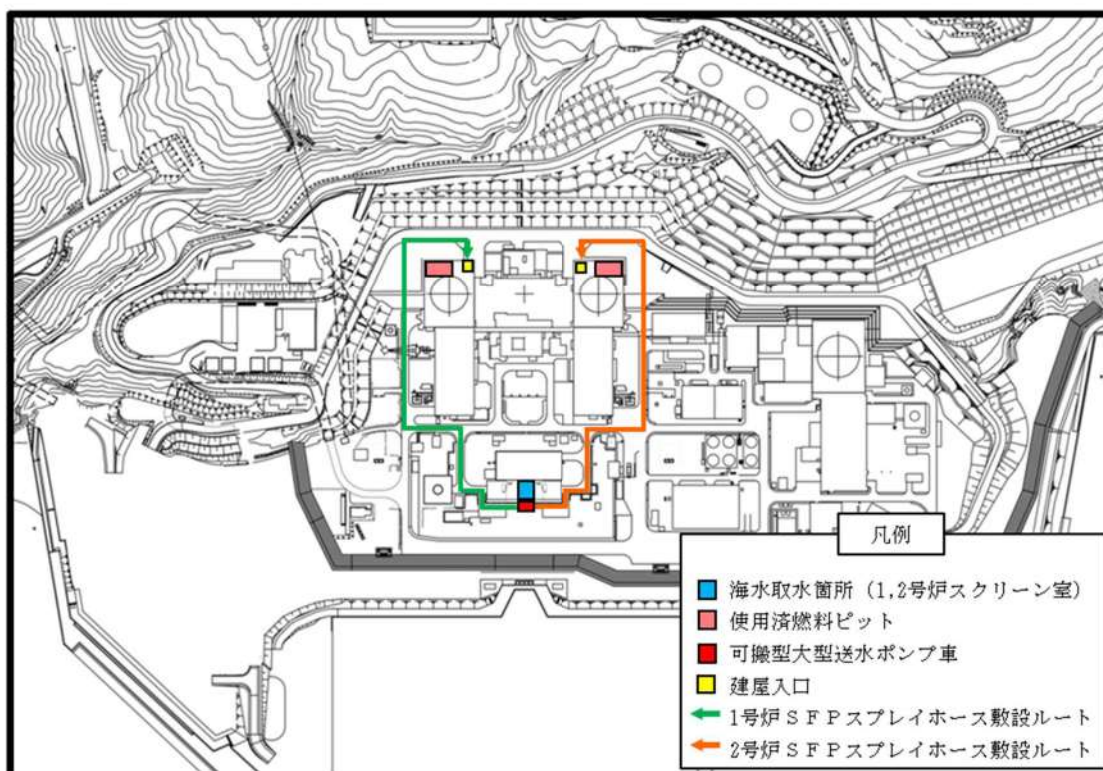 凡例
海水取水箇所（1,2号炉スクリーン室）
使用済燃料ピット
可搬型大型送水ポンプ車
建屋入口
1号炉ＳＦＰスプレイホース敷設ルート
2号炉ＳＦＰスプレイホース敷設ルート